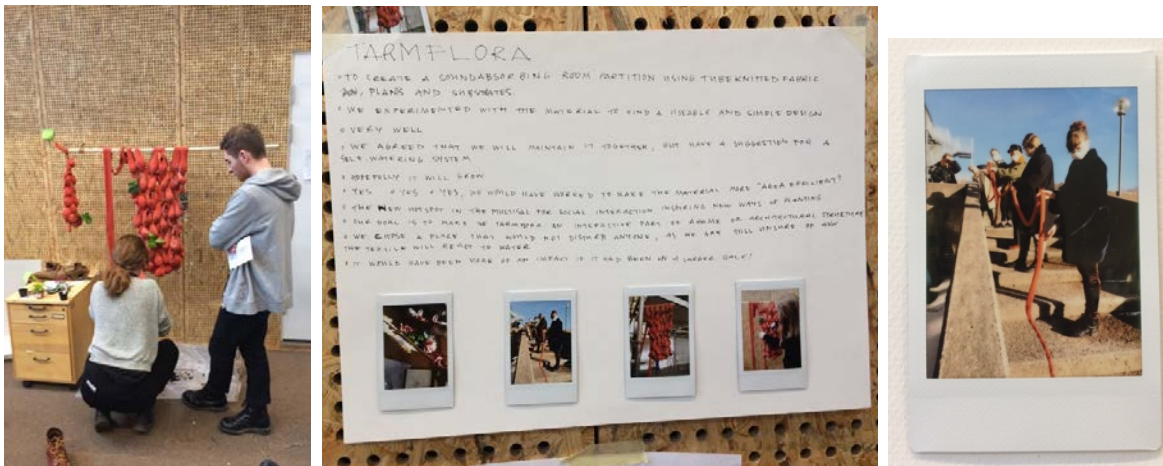 TARMFLORA
• TO CREATE A SOUNDABSORBING ROOM PARTITION USING TUBEKNITTED FABRIC
PLANTS AND SUBSTRATES.
• WE EXPERIMENTED WITH THE MATERIAL TO FIND A USEABLE AND SIMPLE DESIGN
• VERY WELL
• WE AGREED THAT WE WILL MAINTAIN IT TOGETHER, BUT HAVE A SUGGESTION FOR A
SELF-WATERING SYSTEM
• HOPEFULLY IT WILL GROW
• YES • YES • YES, WOULD HAVE WORKED TO MAKE THE MATERIAL MORE "AREA EFFICIENT"
• THE NEW HOTSPOT IN THE FOR SOCIAL INTERACTION INSPIRING NEW WAYS OF PLANTING
• OUR GOAL IS TO MAKE TARMFLORA AN INTERACTIVE PART OF A HOME OR ARCHITECTURAL STRUCTURE
• WE CHOSE A PLACE THAT WOULD NOT DISTURB ANYONE, AS WE ARE STILL UNSURE OF HOW
THE TEXTILE WILL REACT TO WATER
• IT WOULD HAVE BEEN MORE OF AN IMPACT IF IT HAD BEEN ON A LARGER SCALE!